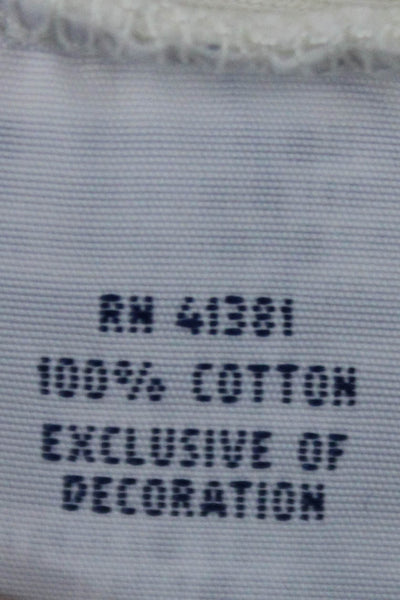 RN 41381
100% COTTON
EXCLUSIVE OF
DECORATION